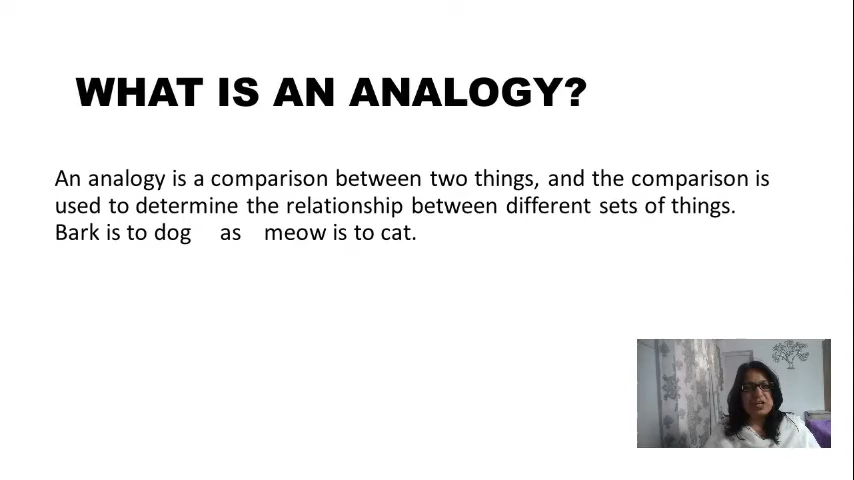 WHAT IS AN ANALOGY?
An analogy is a comparison between two things, and the comparison is
used to determine the relationship between different sets of things.
Bark is to dog as meow is to cat.